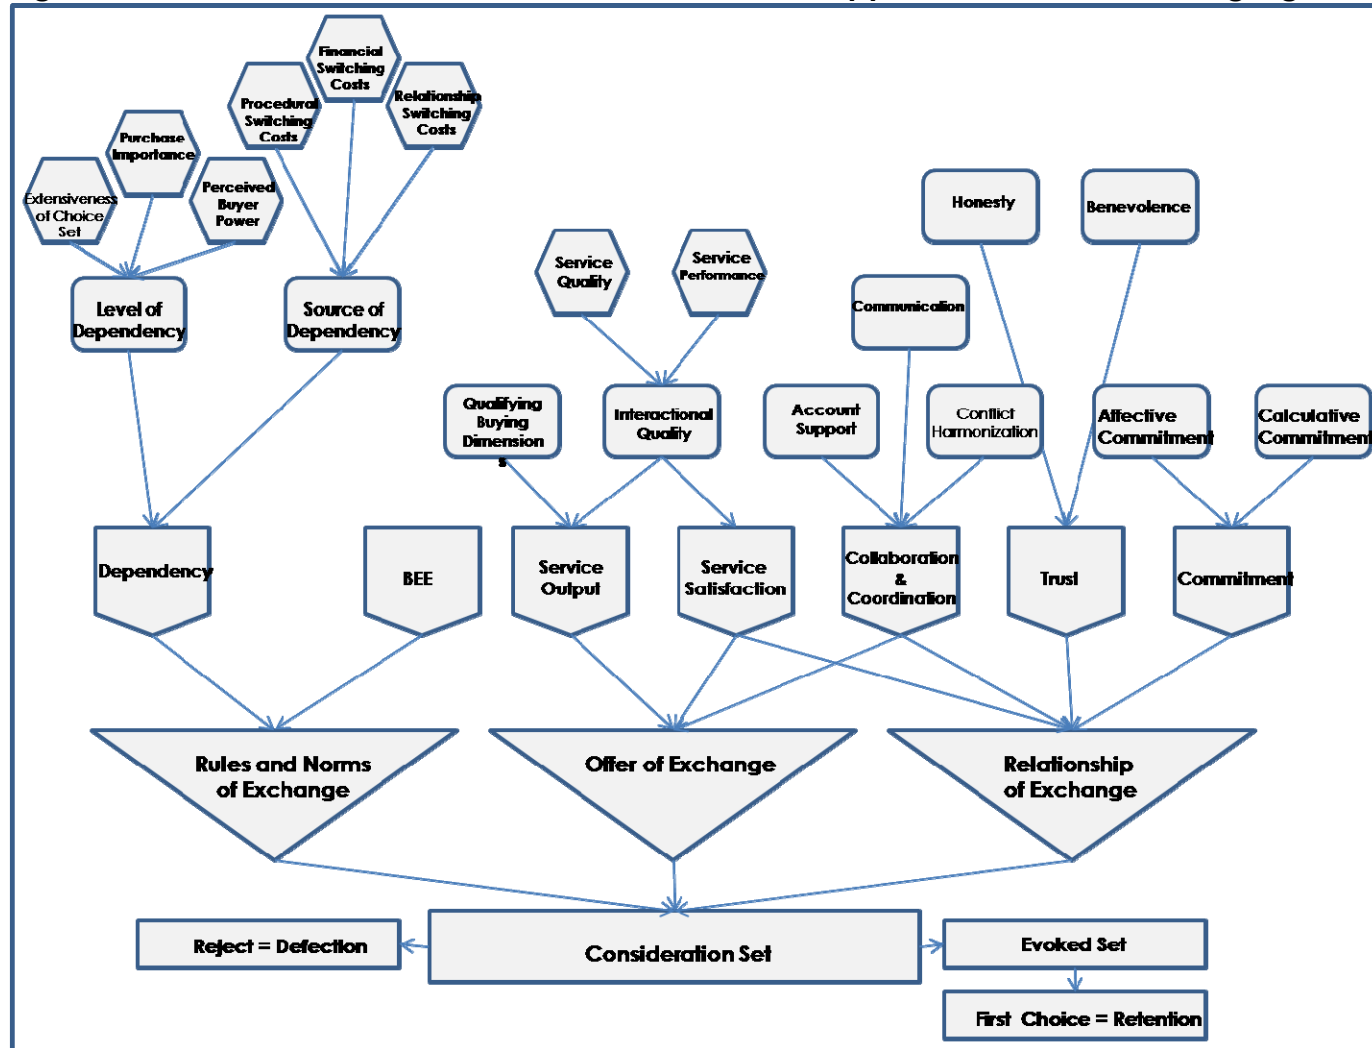 Financial
Switching
Costs
Procedural
Switching
Costs
Relationship
Switching
Costs
Purchase
Importance
Extensiveness
of Choice
Set
Perceived
Buyer
Power
Honesty
Benevolence
Service
Quality
Service
Performance
Communication
Level of
Dependency
Source of
Dependency
Qualifying
Buying
Dimension
s
Interactional
Quality
Account
Support
Conflict
Harmonization
Affective
Commitment
Calculative
Commitment
Dependency
BEE
Service
Output
Service
Satisfaction
Collaboration
&
Coordination
Trust
Commitment
Rules and Norms
of Exchange
Offer of Exchange
Relationship
of Exchange
Reject = Defection
Consideration Set
Evoked Set
First Choice = Retention